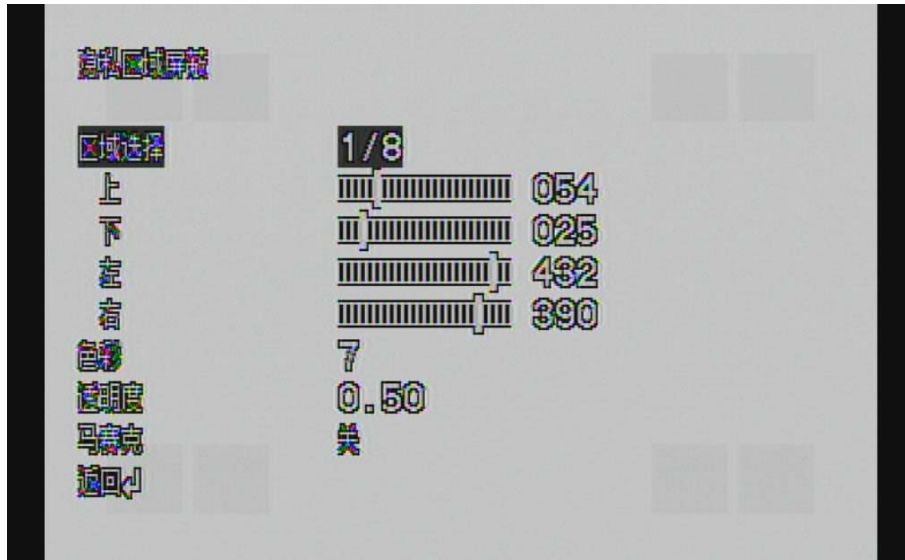 隐私区域屏蔽
区域选择 1/8
上 054
下 025
左 432
右 390
色彩 7
透明度 0.50
马赛克 关
返回↲